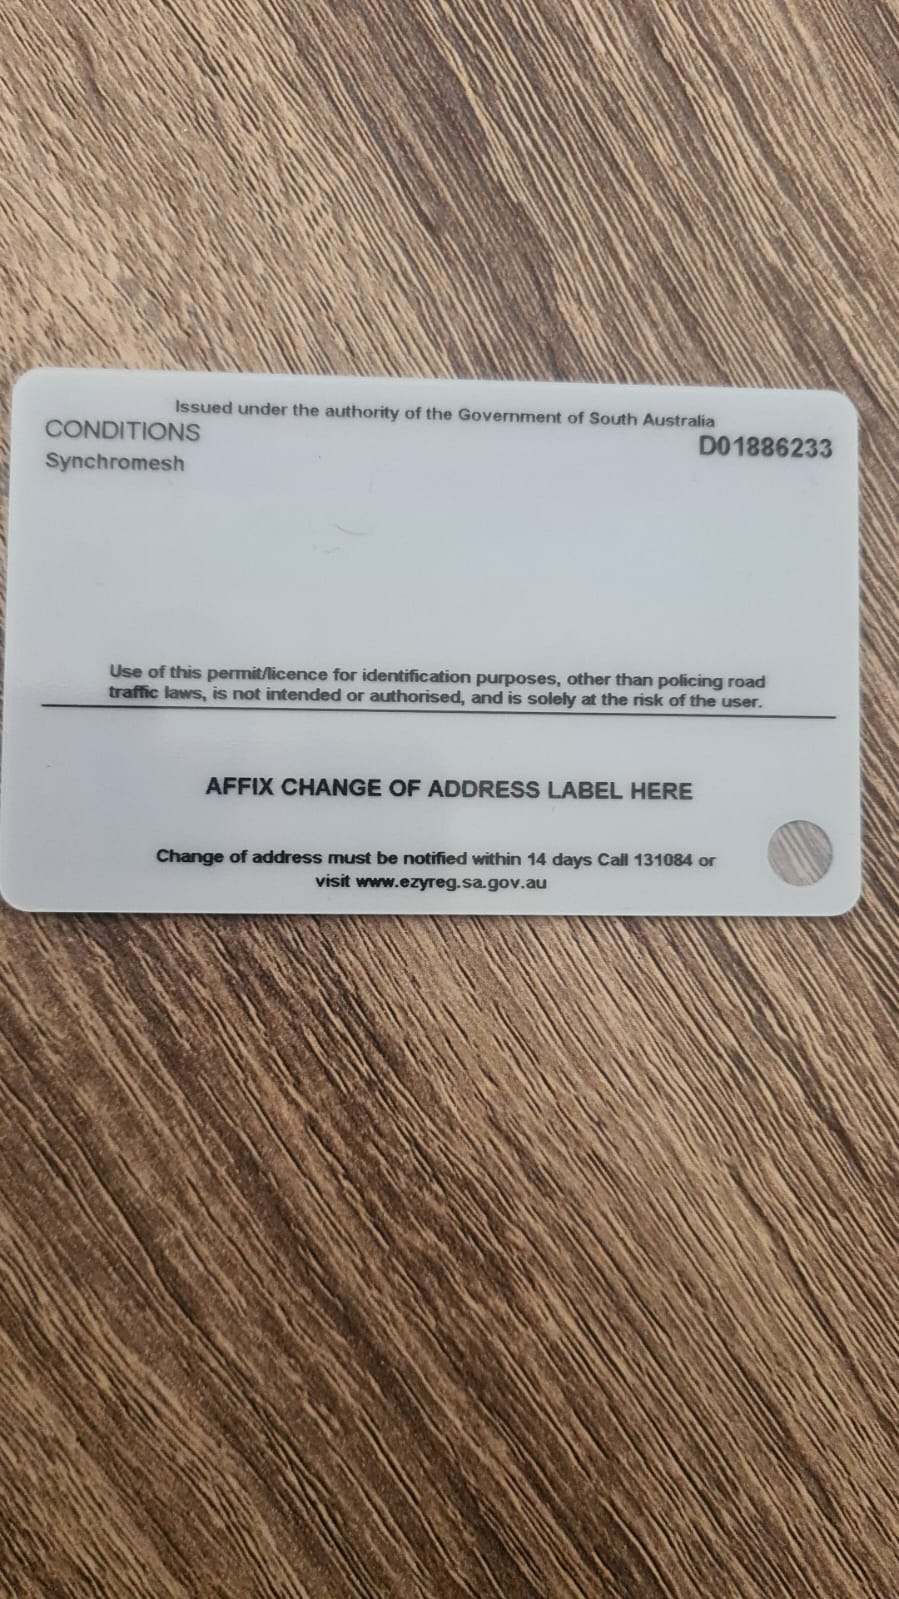 Issued under the authority of the Government of South Australia
CONDITIONS
D01886233
Synchromesh
Use of this permit/licence for identification purposes, other than policing road
traffic laws, is not intended or authorised, and is solely at the risk of the user.
AFFIX CHANGE OF ADDRESS LABEL HERE
Change of address must be notified within 14 days Call 131084 or
visit www.ezyreg.sa.gov.au